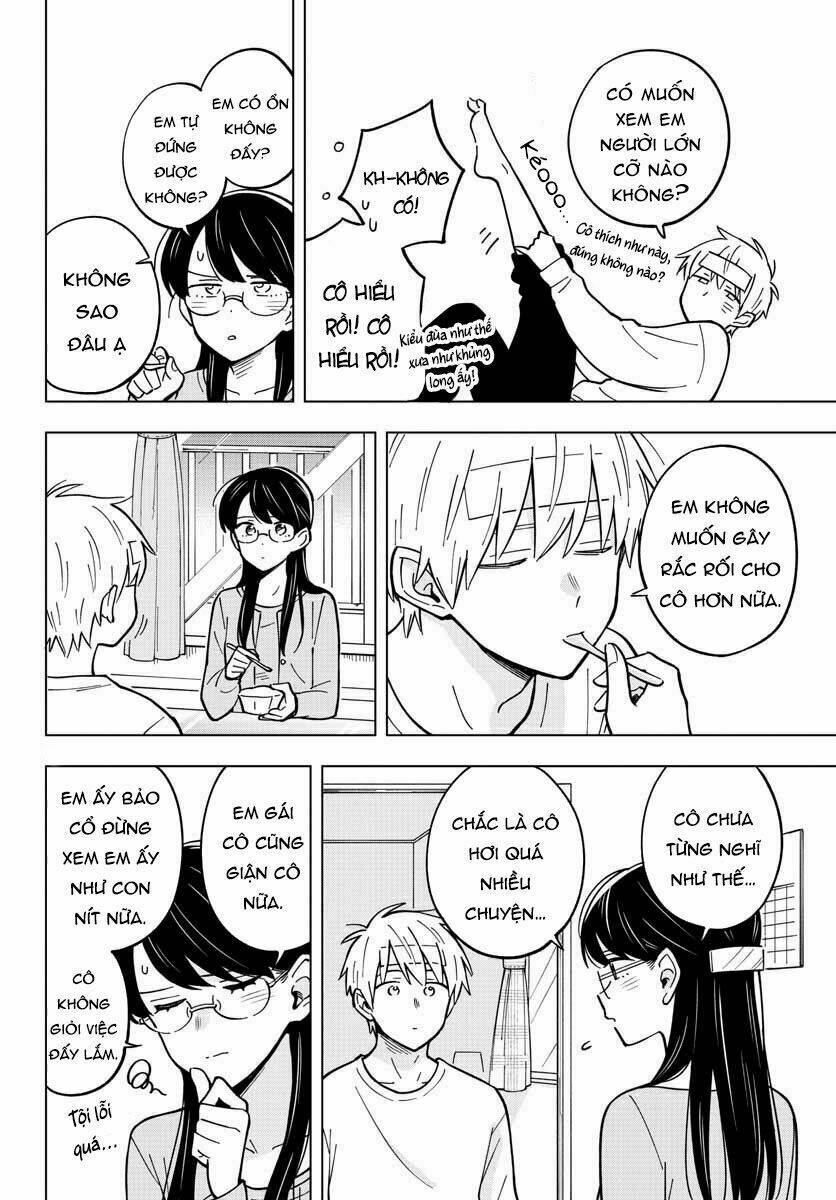 CÓ MUỐN
XEM EM
NGƯỜI LỚN
CỠ NÀO
KHÔNG?
Kéooo...
Cô thích như này,
đúng không nào?
KH-KHÔNG
CÓ!
CÔ HIỂU
RỒI! CÔ
HIỂU RỒI!
Kiểu đùa như thế
xưa như khủng
long ấy!
EM CÓ ỔN
KHÔNG
ĐẤY?
EM TỰ
ĐỨNG
ĐƯỢC
KHÔNG?
KHÔNG
SAO
ĐÂU Ạ
EM KHÔNG
MUỐN GÂY
RẮC RỐI CHO
CÔ HƠN NỮA.
CÔ CHƯA
TỪNG NGHĨ
NHƯ THẾ...
CHẮC LÀ CÔ
HƠI QUÁ
NHIỀU
CHUYỆN...
EM GÁI
CÔ CŨNG
GIẬN CÔ
NỮA.
EM ẤY BẢO
CỔ ĐỪNG
XEM EM ẤY
NHƯ CON
NÍT NỮA.
CÔ
KHÔNG
GIỎI VIỆC
ĐẤY LẮM.
Tội lỗi
quá...